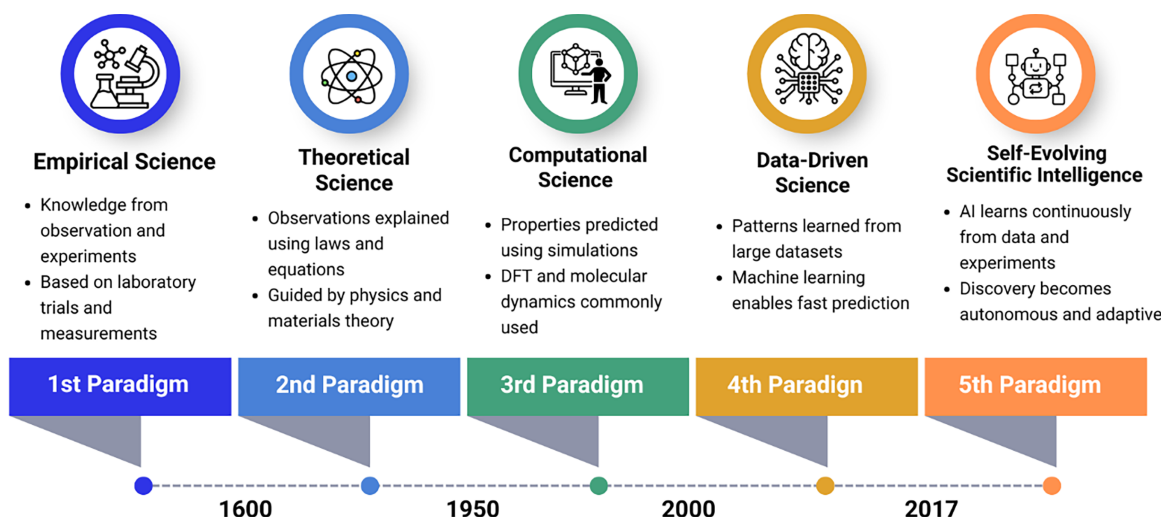 Empirical Science
• Knowledge from
observation and
experiments
• Based on laboratory
trials and
measurements
Theoretical
Science
• Observations explained
using laws and
equations
• Guided by physics and
materials theory
Computational
Science
• Properties predicted
using simulations
• DFT and molecular
dynamics commonly
used
Data-Driven
Science
• Patterns learned from
large datasets
• Machine learning
enables fast prediction
Self-Evolving
Scientific Intelligence
• AI learns continuously
from data and
experiments
• Discovery becomes
autonomous and adaptive
1st Paradigm
2nd Paradigm
3rd Paradigm
4th Paradign
5th Paradigm
1600
1950
2000
2017